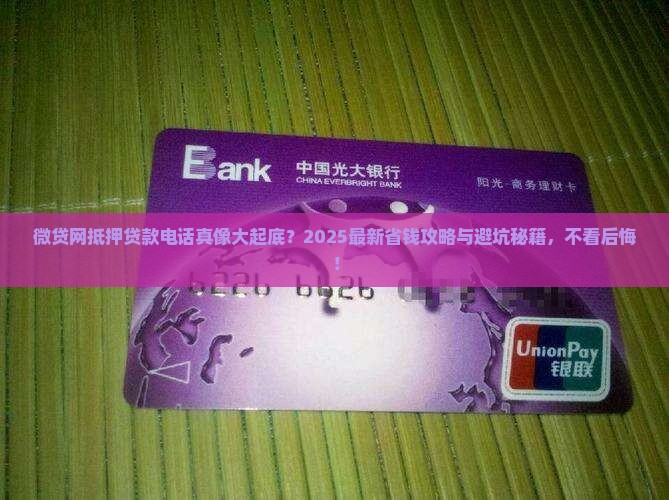 Bank
中国光大银行
CHINA EVERBRIGHT BANK
阳光·商务理财卡
微贷网抵押贷款电话真像大起底？2025最新省钱攻略与避坑秘籍，不看后悔
！
6226 6626
UnionPay
银联